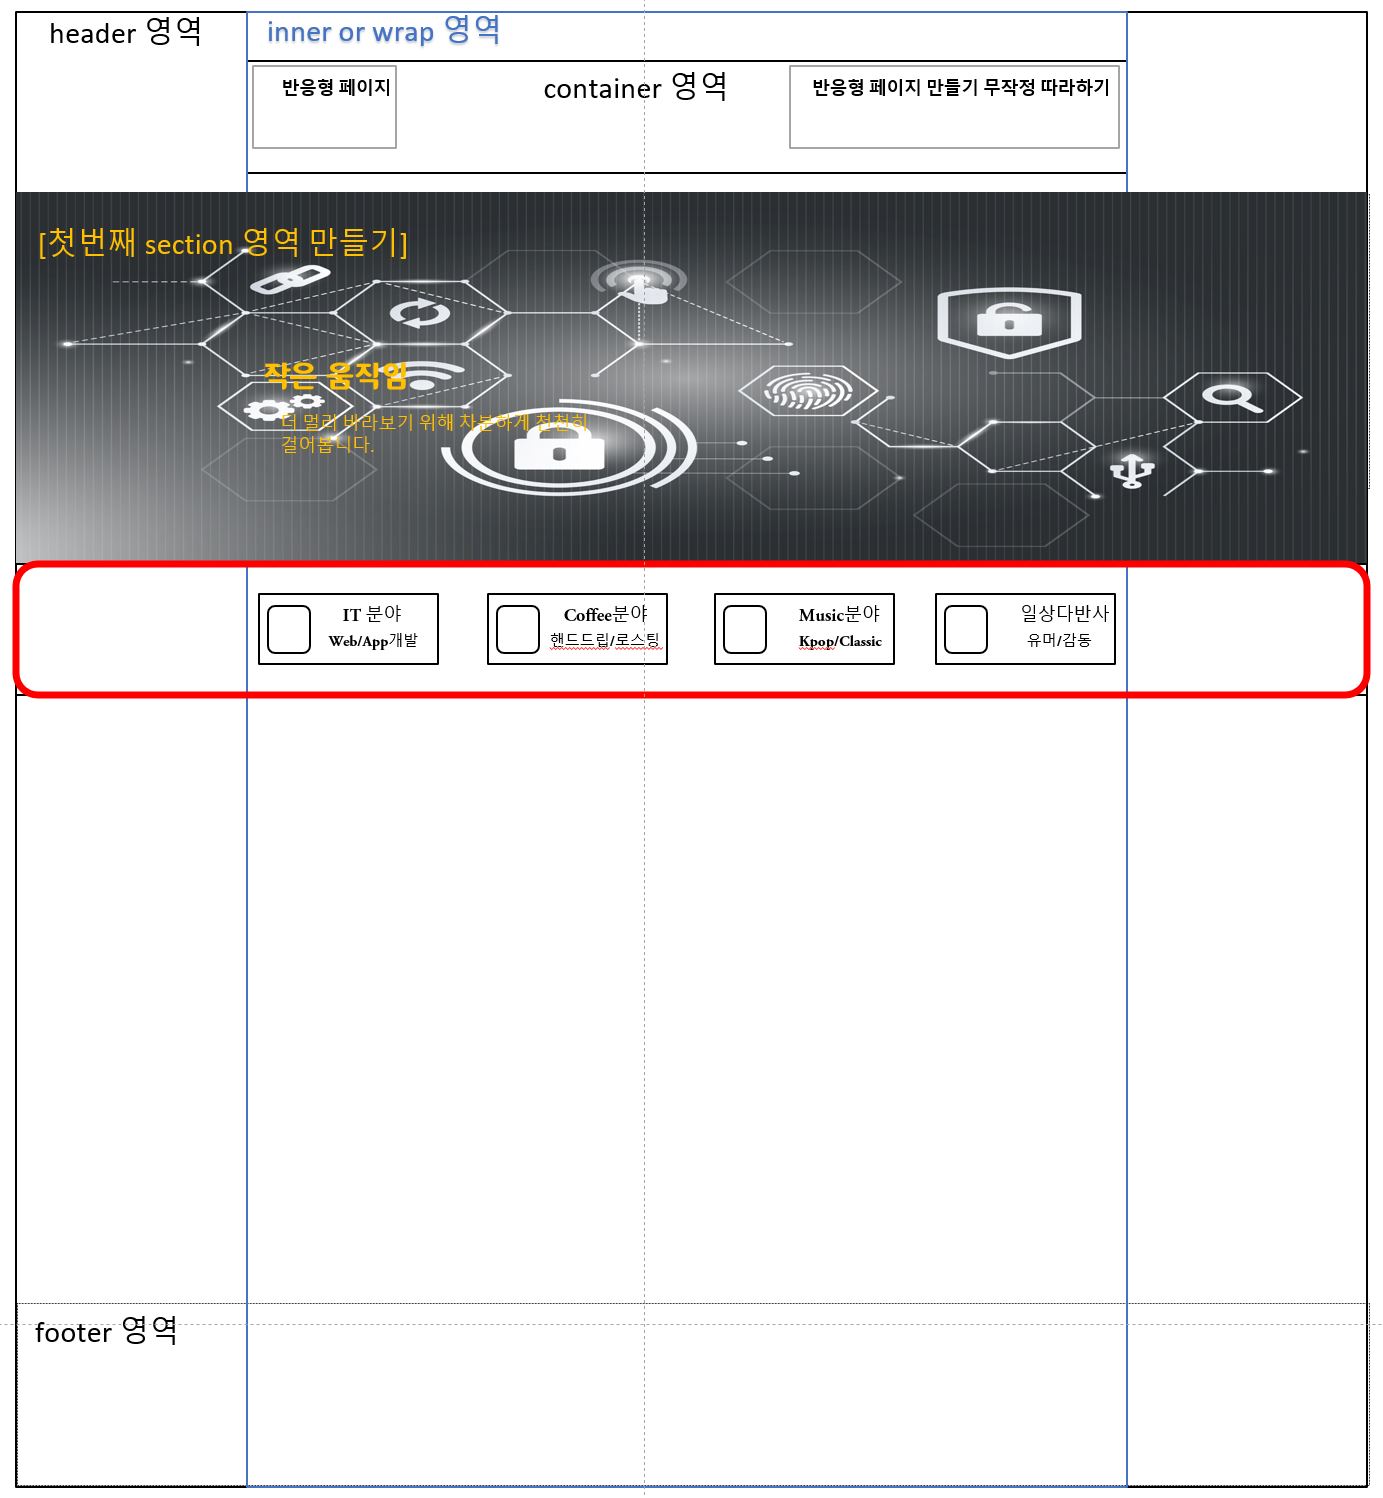 header 영역
inner or wrap 영역
반응형 페이지
container 영역
반응형 페이지 만들기 무작정 따라하기
[첫번째 section 영역 만들기]
작은 움직임
더 멀리 바라보기 위해 차분하게 천천히
걸어봅니다.
IT 분야
Web/App개발
Coffee분야
핸드드립/로스팅
Music분야
Kpop/Classic
일상다반사
유머/감동
footer 영역